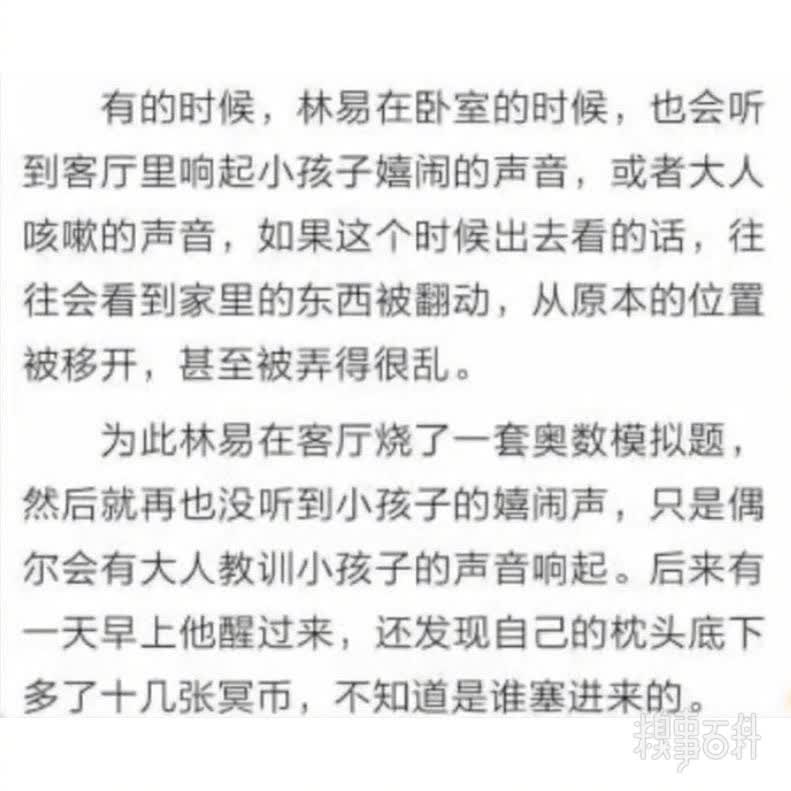 有的时候，林易在卧室的时候，也会听
到客厅里响起小孩子嬉闹的声音，或者大人
咳嗽的声音，如果这个时候出去看的话，往
往会看到家里的东西被翻动，从原本的位置
被移开，甚至被弄得很乱。
为此林易在客厅烧了一套奥数模拟题，
然后就再也没听到小孩子的嬉闹声，只是偶
尔会有大人教训小孩子的声音响起。后来有
一天早上他醒过来，还发现自己的枕头底下
多了十几张冥币，不知道是谁塞进来的。
糗事百科